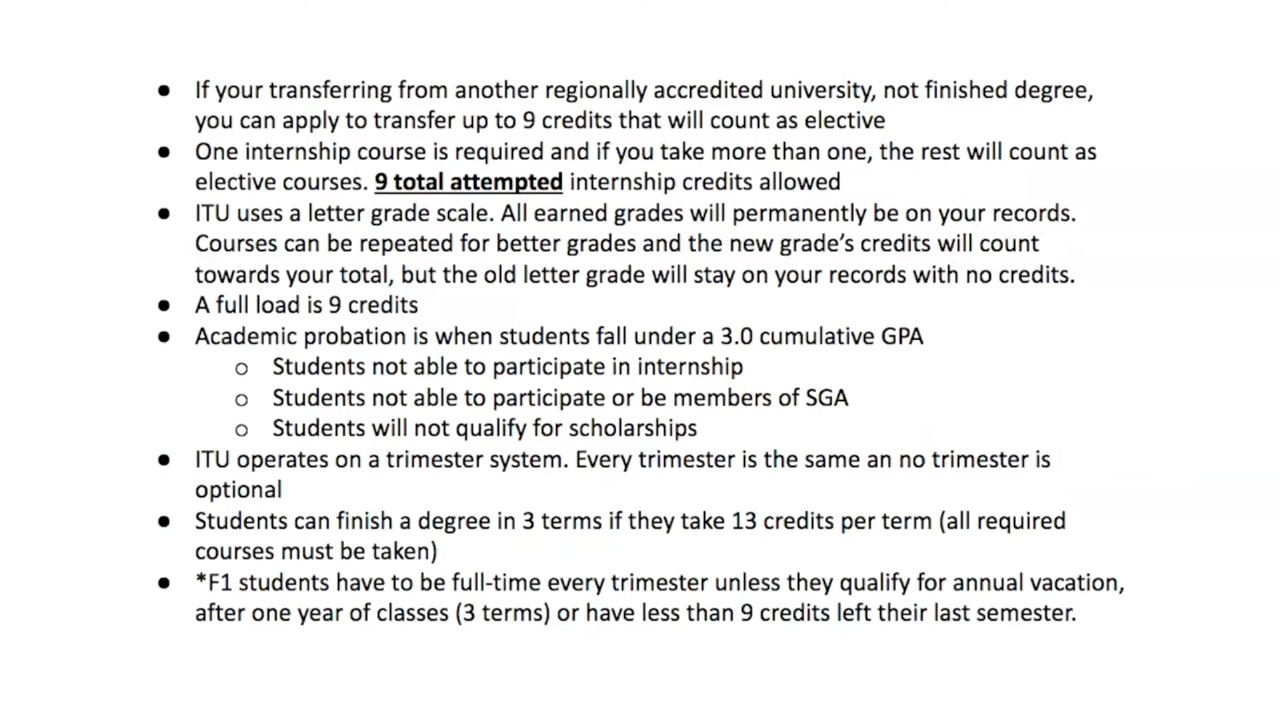 ● If your transferring from another regionally accredited university, not finished degree,
you can apply to transfer up to 9 credits that will count as elective
● One internship course is required and if you take more than one, the rest will count as
elective courses. 9 total attempted internship credits allowed
● ITU uses a letter grade scale. All earned grades will permanently be on your records.
Courses can be repeated for better grades and the new grade’s credits will count
towards your total, but the old letter grade will stay on your records with no credits.
● A full load is 9 credits
● Academic probation is when students fall under a 3.0 cumulative GPA
○ Students not able to participate in internship
○ Students not able to participate or be members of SGA
○ Students will not qualify for scholarships
● ITU operates on a trimester system. Every trimester is the same an no trimester is
optional
● Students can finish a degree in 3 terms if they take 13 credits per term (all required
courses must be taken)
● *F1 students have to be full-time every trimester unless they qualify for annual vacation,
after one year of classes (3 terms) or have less than 9 credits left their last semester.